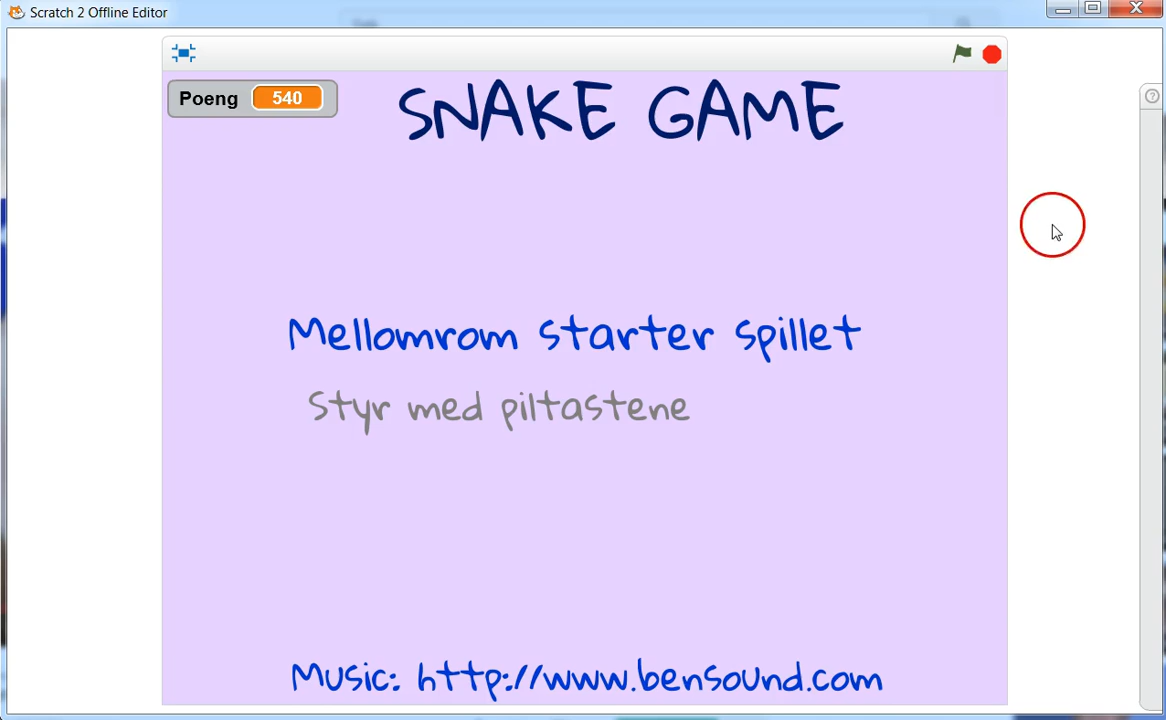 Scratch 2 Offline Editor
Poeng 540
SNAKE GAME
Mellomrom starter spillet
Styr med piltastene
Music: http://www.bensound.com